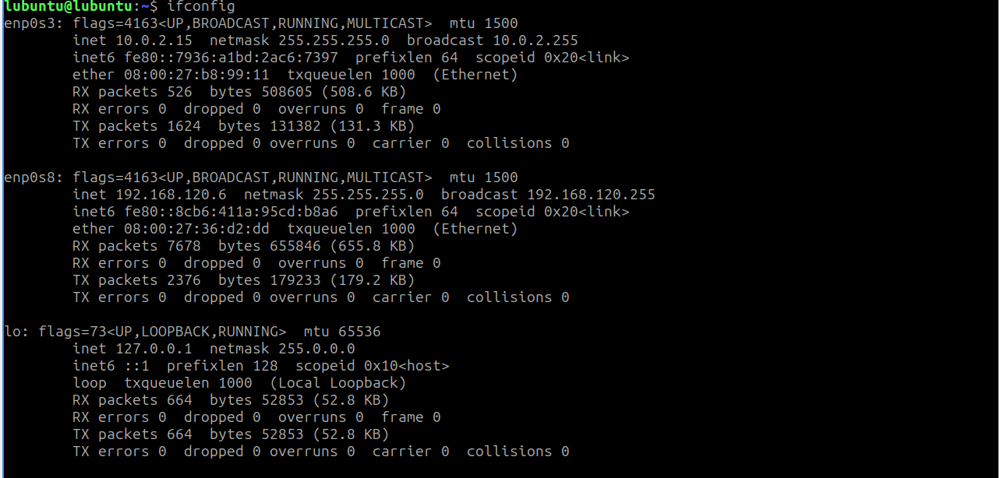 lubuntu@lubuntu:~$ ifconfig
enp0s3: flags=4163<UP,BROADCAST,RUNNING,MULTICAST>  mtu 1500
        inet 10.0.2.15  netmask 255.255.255.0  broadcast 10.0.2.255
        inet6 fe80::7936:a1bd:2ac6:7397  prefixlen 64  scopeid 0x20<link>
        ether 08:00:27:b8:99:11  txqueuelen 1000  (Ethernet)
        RX packets 526  bytes 508605 (508.6 KB)
        RX errors 0  dropped 0  overruns 0  frame 0
        TX packets 1624  bytes 131382 (131.3 KB)
        TX errors 0  dropped 0 overruns 0  carrier 0  collisions 0

enp0s8: flags=4163<UP,BROADCAST,RUNNING,MULTICAST>  mtu 1500
        inet 192.168.120.6  netmask 255.255.255.0  broadcast 192.168.120.255
        inet6 fe80::8cb6:411a:95cd:b8a6  prefixlen 64  scopeid 0x20<link>
        ether 08:00:27:36:d2:dd  txqueuelen 1000  (Ethernet)
        RX packets 7678  bytes 655846 (655.8 KB)
        RX errors 0  dropped 0  overruns 0  frame 0
        TX packets 2376  bytes 179233 (179.2 KB)
        TX errors 0  dropped 0 overruns 0  carrier 0  collisions 0

lo: flags=73<UP,LOOPBACK,RUNNING>  mtu 65536
        inet 127.0.0.1  netmask 255.0.0.0
        inet6 ::1  prefixlen 128  scopeid 0x10<host>
        loop  txqueuelen 1000  (Local Loopback)
        RX packets 664  bytes 52853 (52.8 KB)
        RX errors 0  dropped 0  overruns 0  frame 0
        TX packets 664  bytes 52853 (52.8 KB)
        TX errors 0  dropped 0 overruns 0  carrier 0  collisions 0